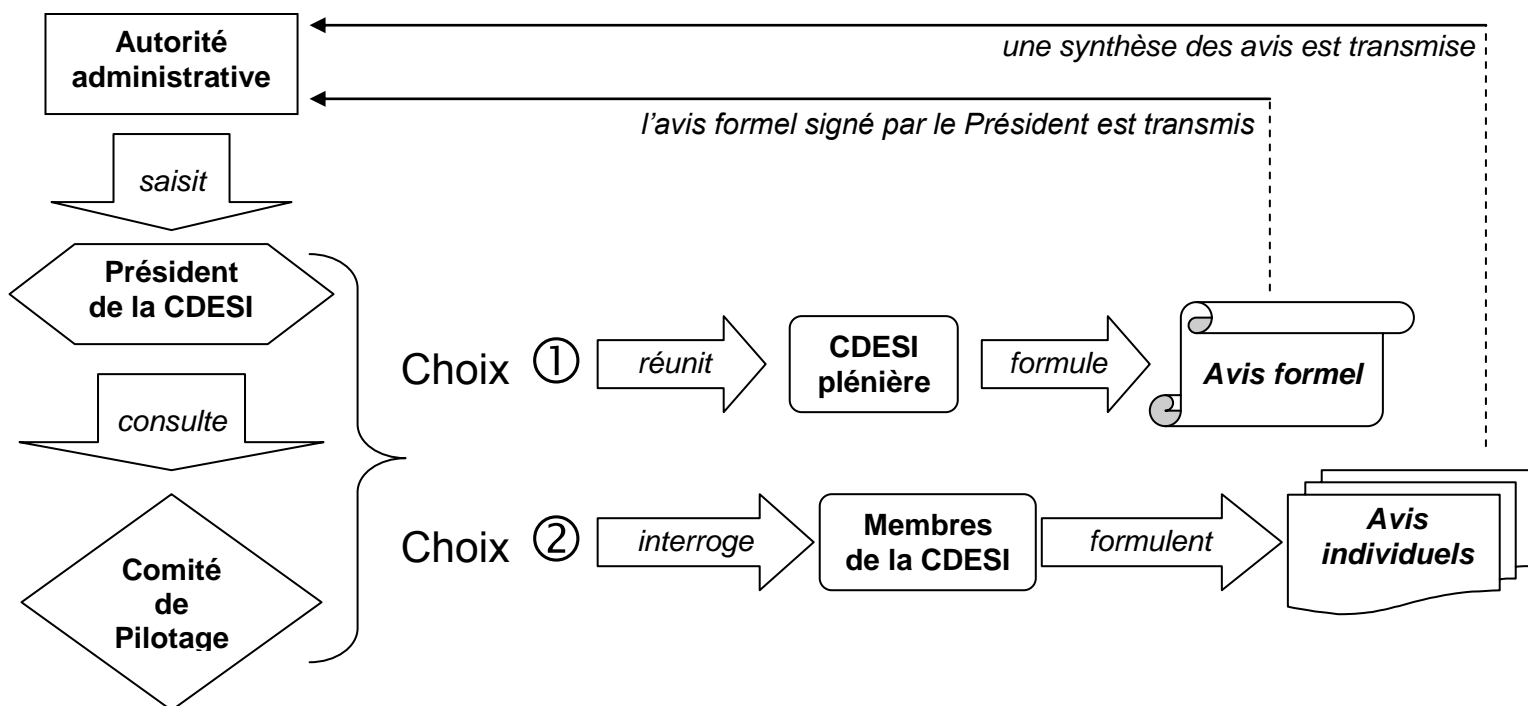 Autorité
administrative
une synthèse des avis est transmise
l'avis formel signé par le Président est transmis
saisit
Président
de la CDESI
consulte
Comité
de
Pilotage
Choix ①
réunit
CDESI
plénière
formule
Avis formel
Choix ②
interroge
Membres
de la CDESI
formulent
Avis
individuels